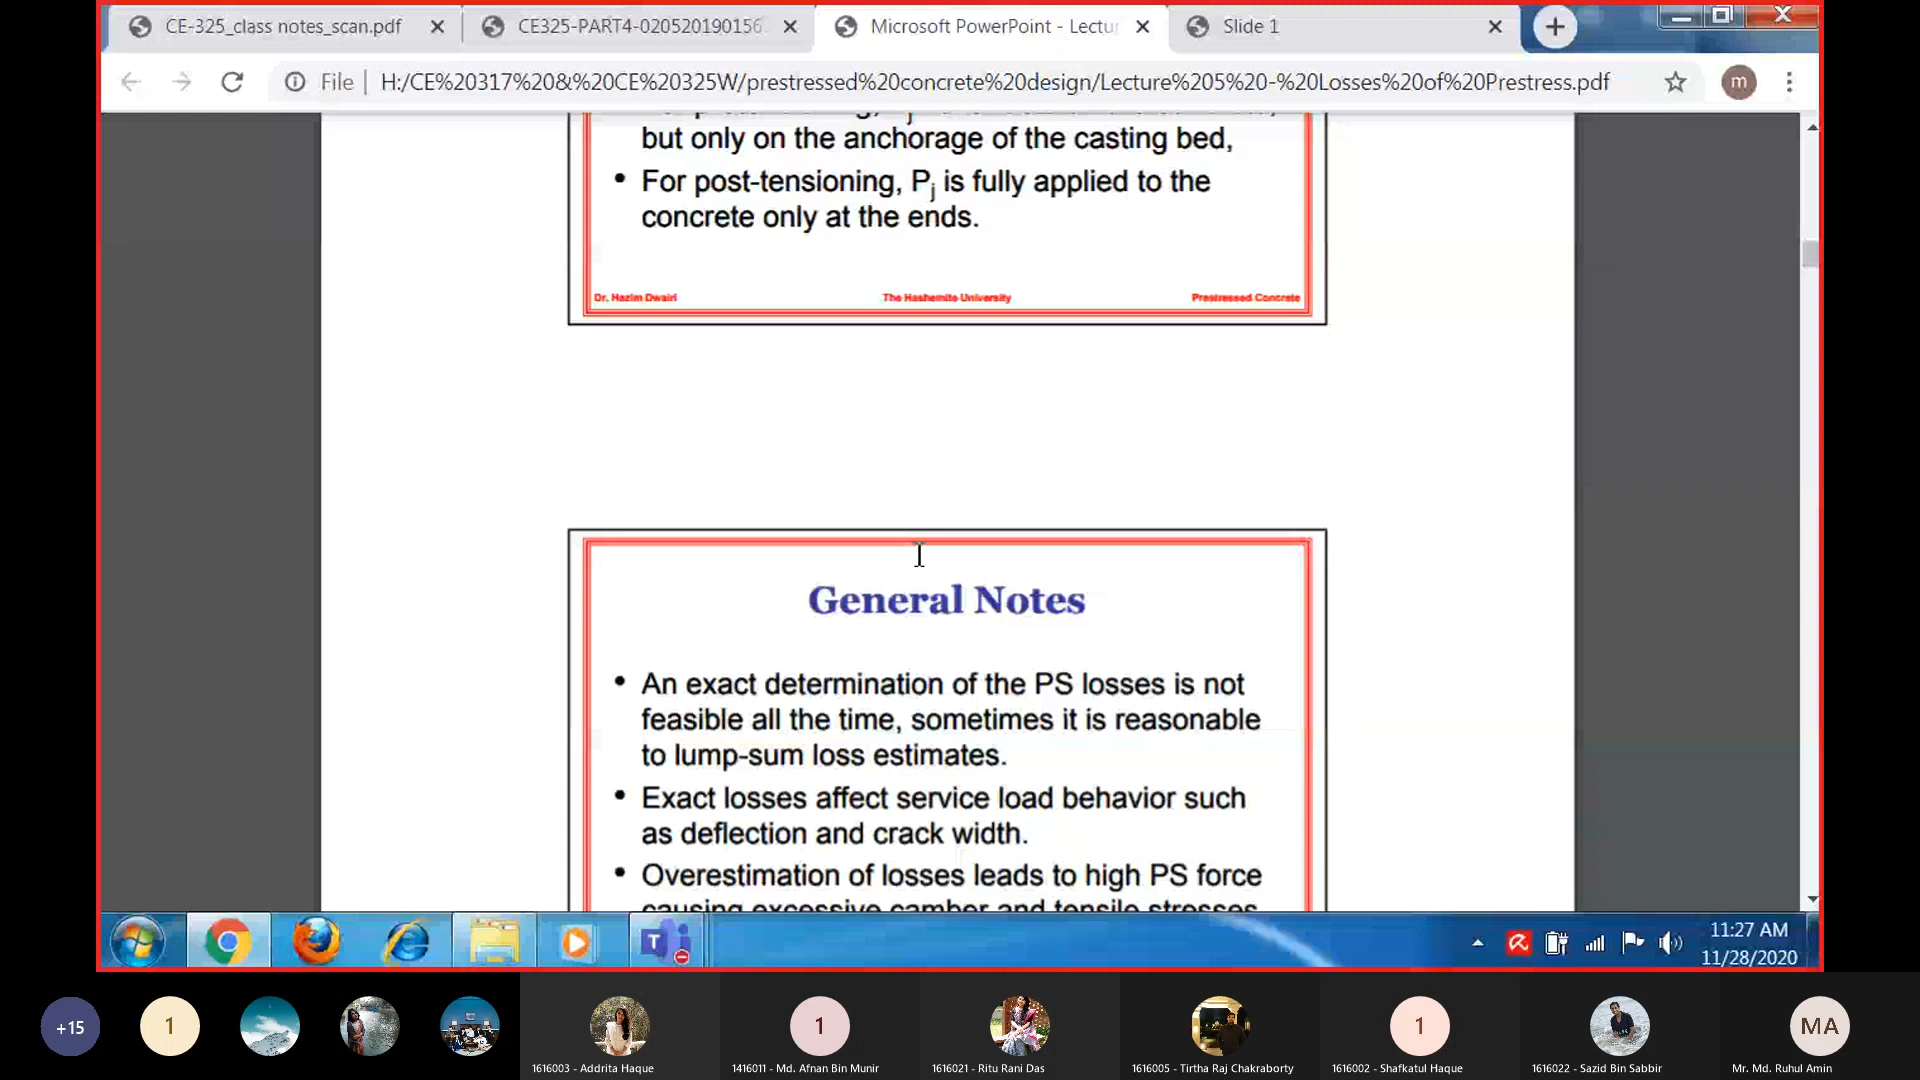 CE-325_class notes_scan.pdf
CE325-PART4-020520190156
Microsoft PowerPoint - Lectu
Slide 1
File
H:/CE%20317%20&%20CE%20325W/prestressed%20concrete%20design/Lecture%205%20-%20Losses%20of%20Prestress.pdf
m
but only on the anchorage of the casting bed,
• For post-tensioning, Pj is fully applied to the
concrete only at the ends.
Dr. Hazim Dwairi
The Hashemite University
Prestressed Concrete
General Notes
• An exact determination of the PS losses is not
feasible all the time, sometimes it is reasonable
to lump-sum loss estimates.
• Exact losses affect service load behavior such
as deflection and crack width.
• Overestimation of losses leads to high PS force
causing excessive camber and tensile stresses
T
11:27 AM
11/28/2020
+15
1
1
1
MA
1616003 - Addrita Haque
1416011 - Md. Afnan Bin Munir
1616021 - Ritu Rani Das
1616005 - Tirtha Raj Chakraborty
1616002 - Shafkatul Haque
1616022 - Sazid Bin Sabbir
Mr. Md. Ruhul Amin